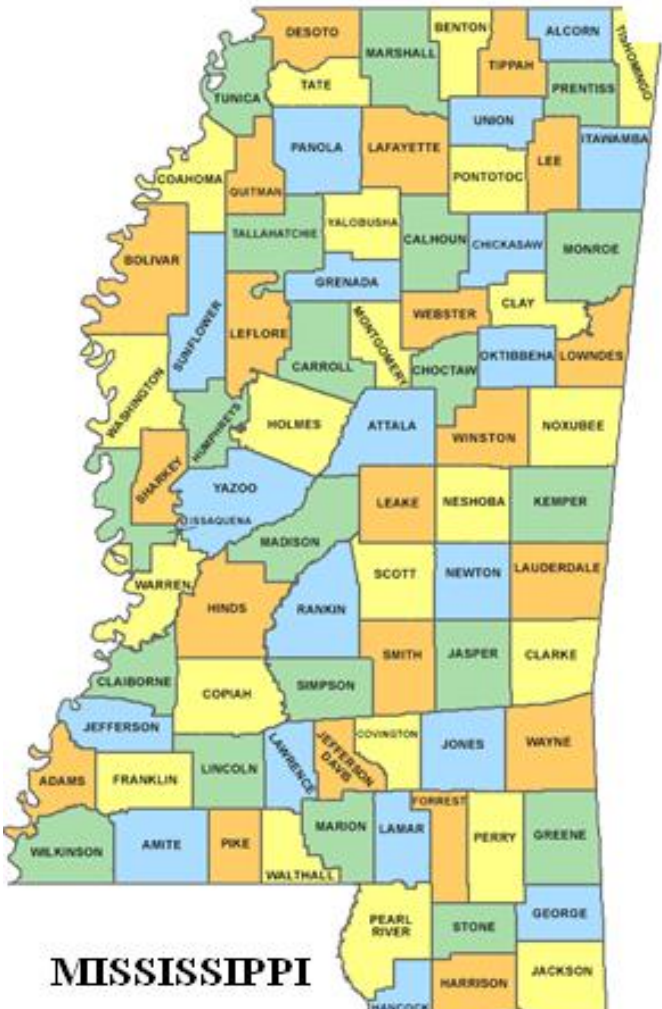 DESOTO
BENTON
ALCORN
TISHOMINGO
MARSHALL
TIPPAH
TATE
PRENTISS
TUNICA
UNION
ITAWAMBA
PANOLA
LAFAYETTE
LEE
COAHOMA
QUITMAN
PONTOTOC
TALLAHATCHIE
YALOBUSHA
CALHOUN
CHICKASAW
MONROE
BOLIVAR
GRENADA
SUNFLOWER
LEFLORE
MONTGOMERY
WEBSTER
CLAY
CARROLL
CHOCTAW
OKTIBBEHA
LOWNDES
WASHINGTON
HUMPHREYS
HOLMES
ATTALA
WINSTON
NOXUBEE
SHARKEY
YAZOO
LEAKE
NESHOBA
KEMPER
ISSAQUENA
MADISON
WARREN
SCOTT
NEWTON
LAUDERDALE
HINDS
RANKIN
SMITH
JASPER
CLARKE
CLAIBORNE
COPIAH
SIMPSON
JEFFERSON
LAWRENCE
JEFFERSON
DAVIS
COVINGTON
JONES
WAYNE
ADAMS
FRANKLIN
LINCOLN
FORREST
WILKINSON
AMITE
PIKE
MARION
LAMAR
PERRY
GREENE
WALTHALL
PEARL
RIVER
STONE
GEORGE
MISSISSIPPI
HANCOCK
HARRISON
JACKSON